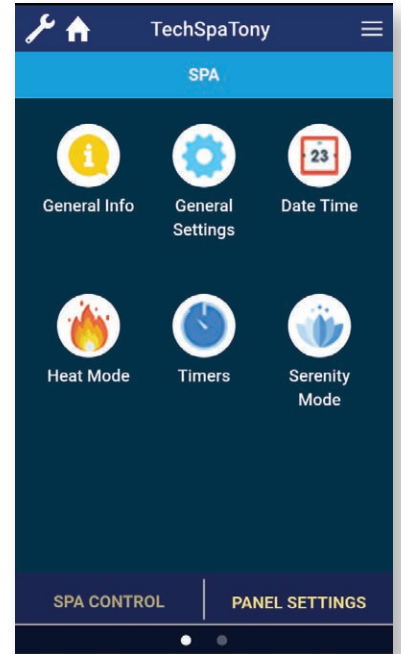 TechSpaTony
SPA
23
General Info
General
Settings
Date Time
Heat Mode
Timers
Serenity
Mode
SPA CONTROL
PANEL SETTINGS